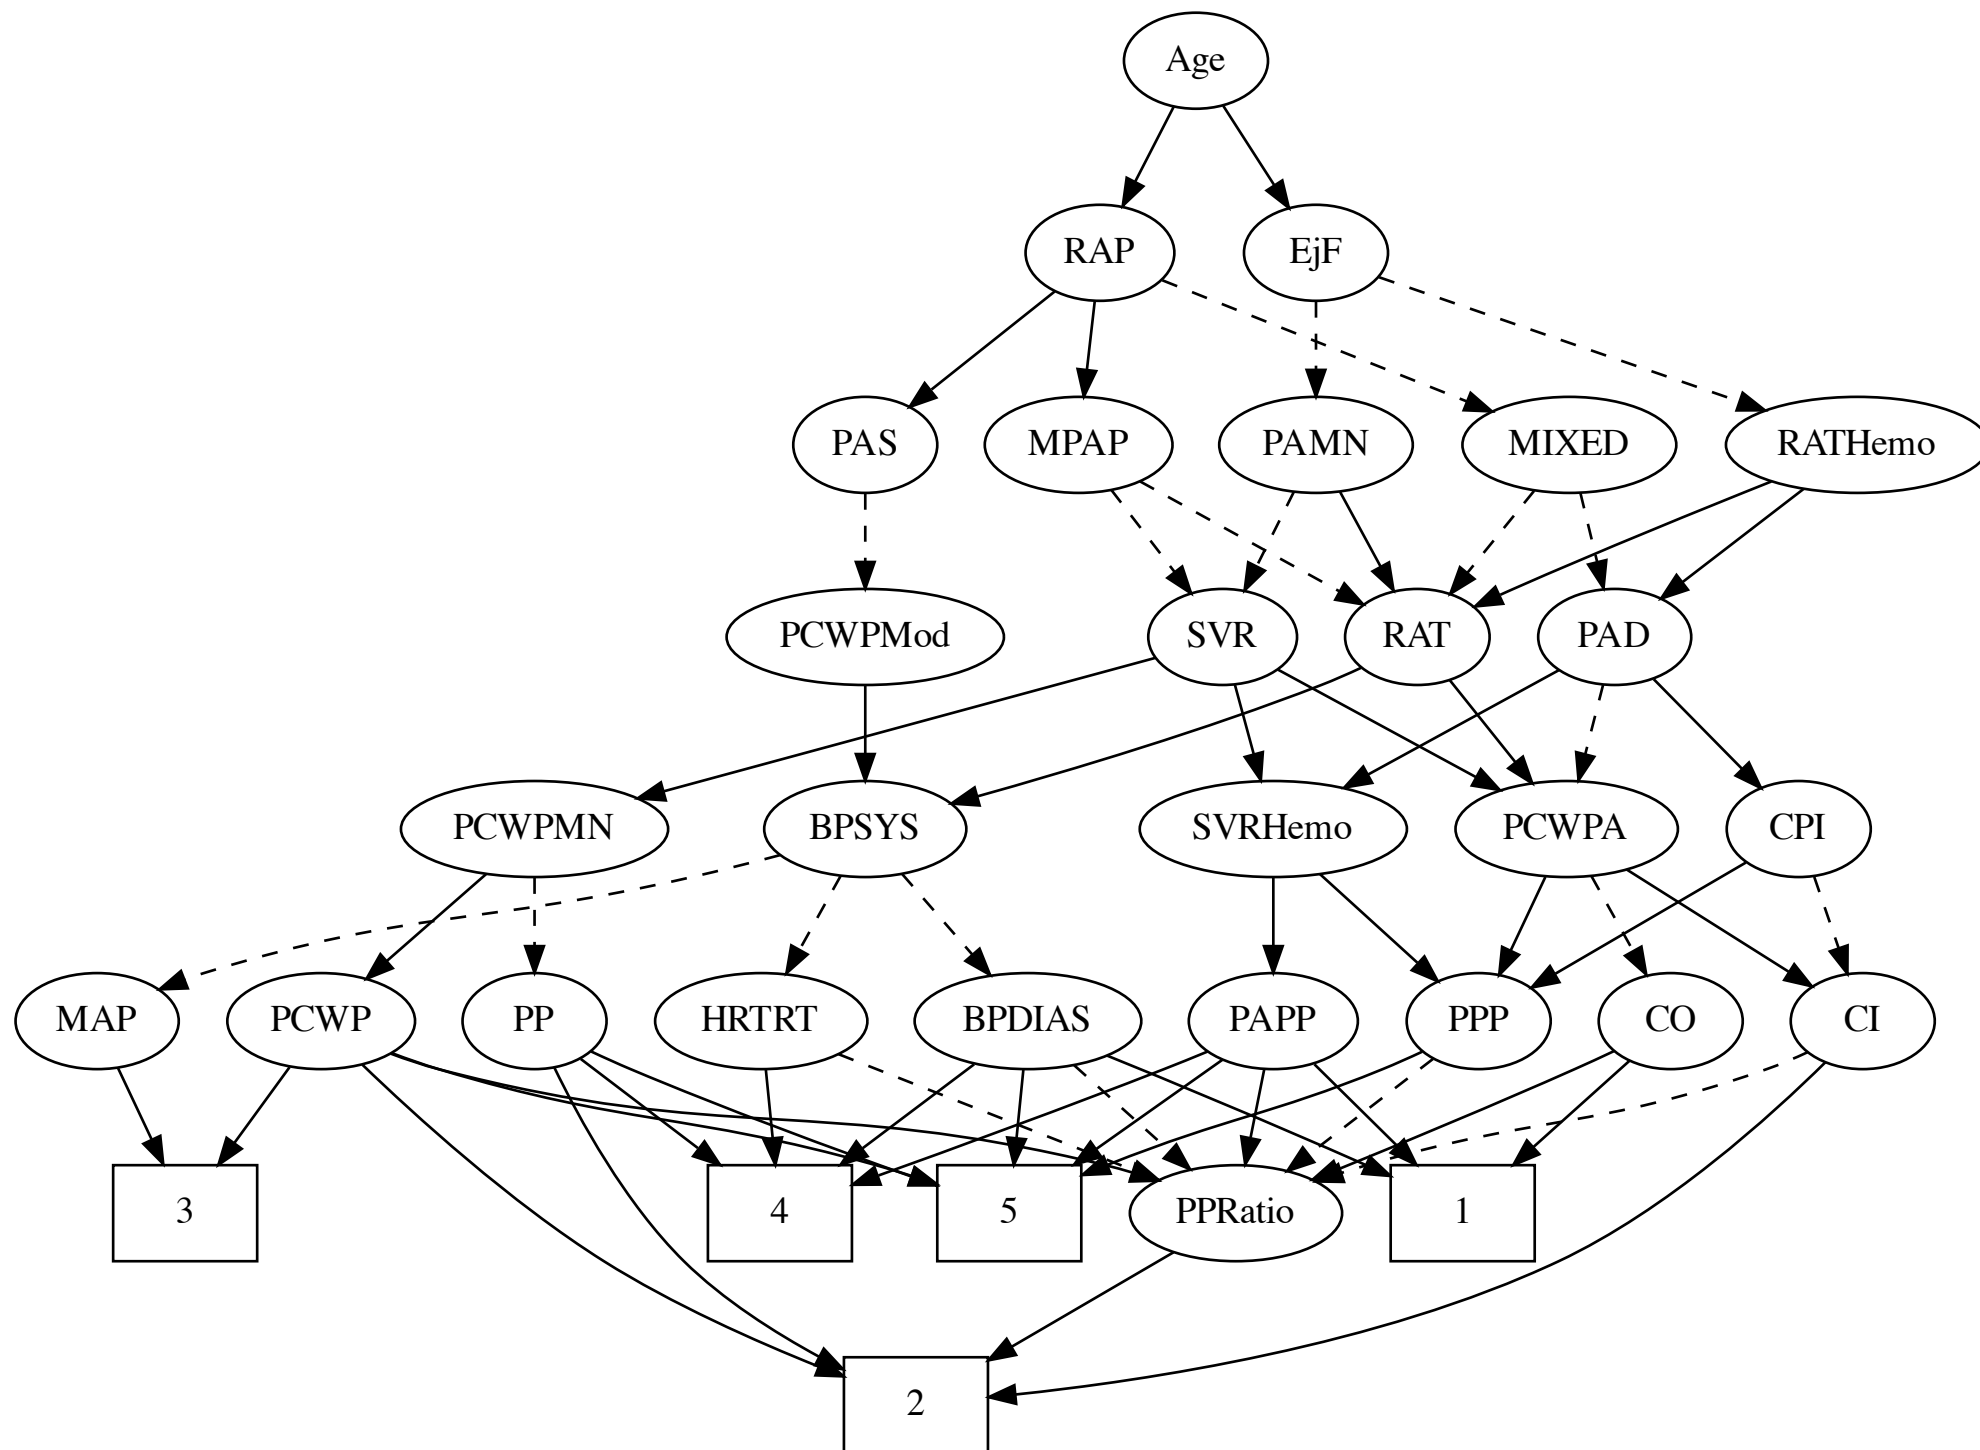 Age
RAP
EjF
PAS
MPAP
PAMN
MIXED
RATHemo
PCWPMod
SVR
RAT
PAD
PCWPMN
BPSYS
SVRHemo
PCWPA
CPI
MAP
PCWP
PP
HRTRT
BPDIAS
PAPP
PPP
CO
CI
3
4
5
PPRatio
1
2